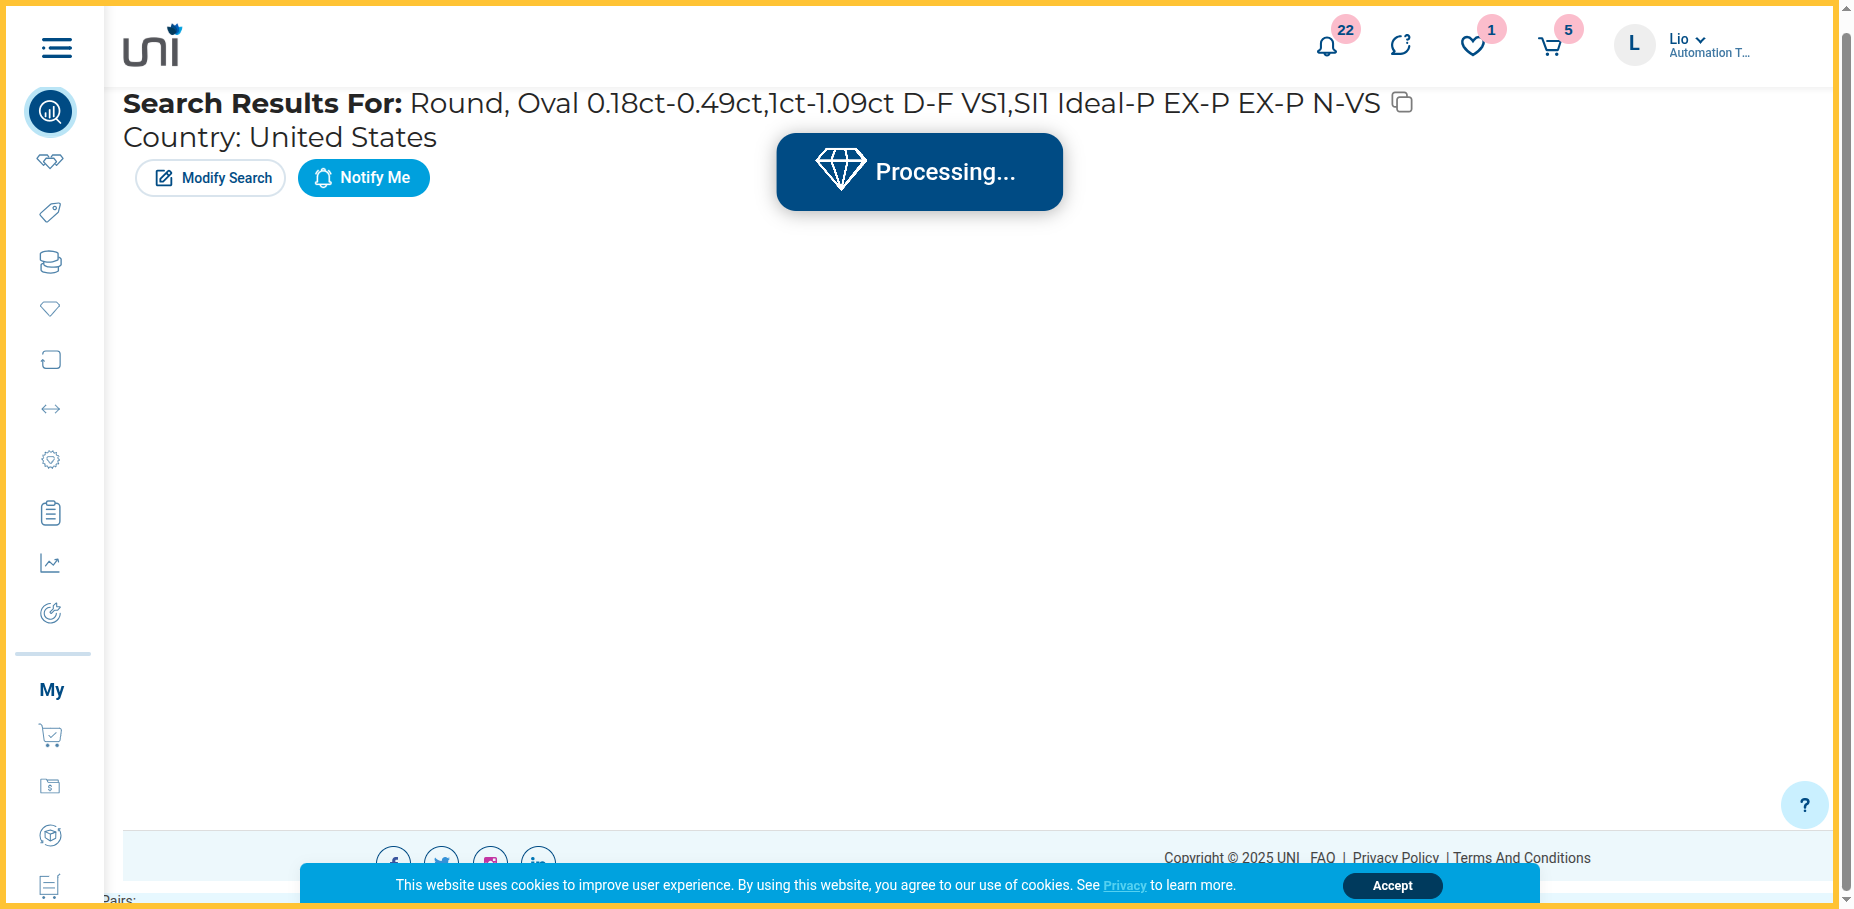 uni
22
1
5
L
Lio
Automation T...
Search Results For: Round, Oval 0.18ct-0.49ct,1ct-1.09ct D-F VS1,SI1 Ideal-P EX-P EX-P N-VS
Country: United States
Modify Search
Notify Me
Processing...
My
?
Copyright © 2025 UNI FAQ | Privacy Policy | Terms And Conditions
This website uses cookies to improve user experience. By using this website, you agree to our use of cookies. See Privacy to learn more.
Accept
Pairs: